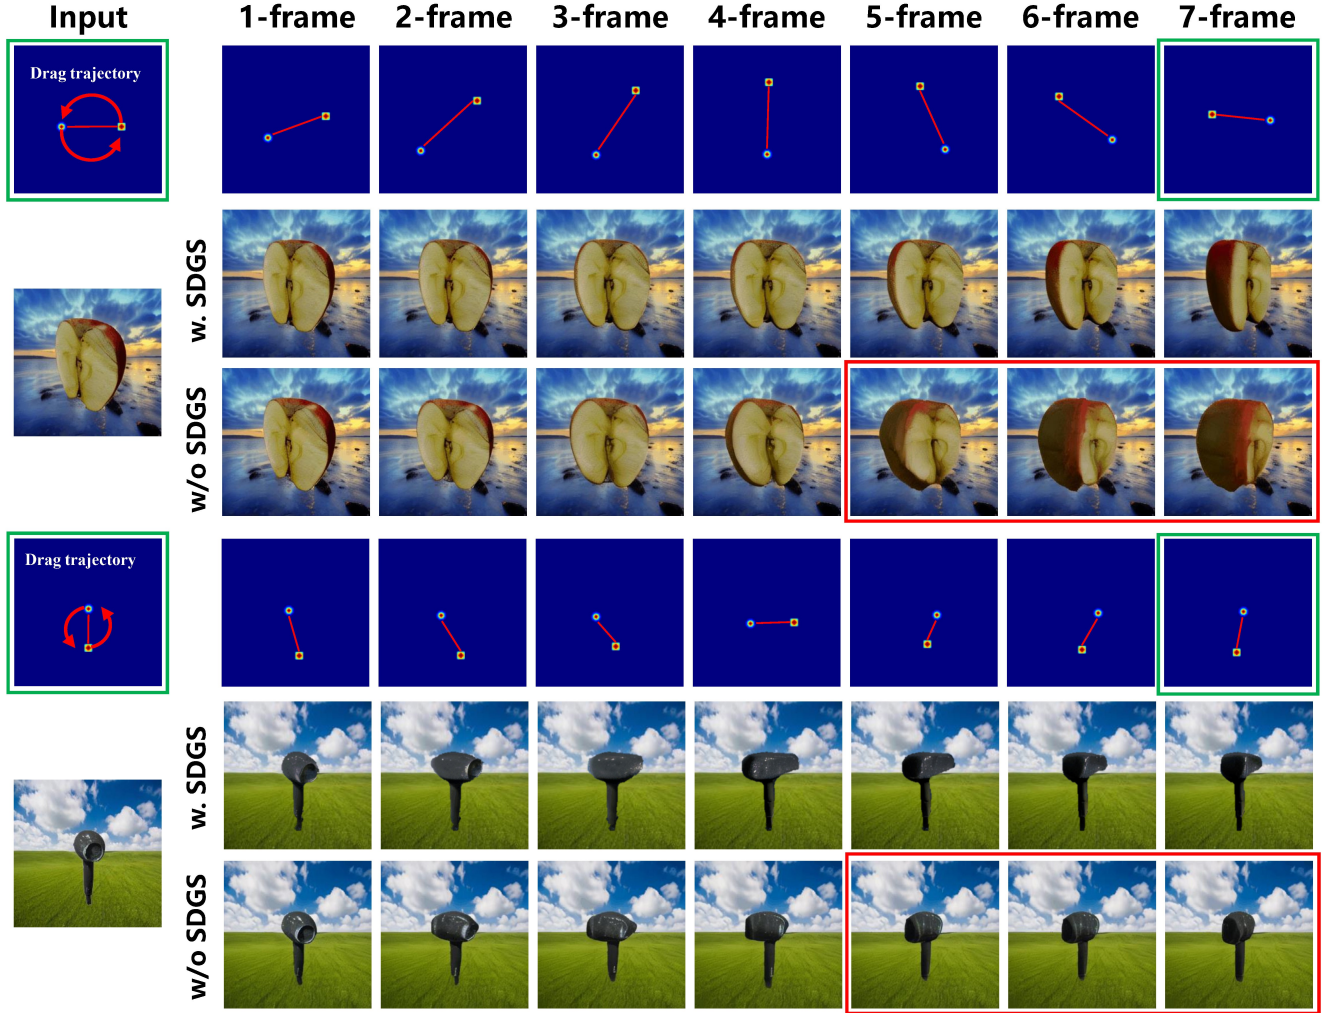 Input
1-frame
2-frame
3-frame
4-frame
5-frame
6-frame
7-frame
Drag trajectory
w. SDGS
w/o SDGS
Drag trajectory
w. SDGS
w/o SDGS